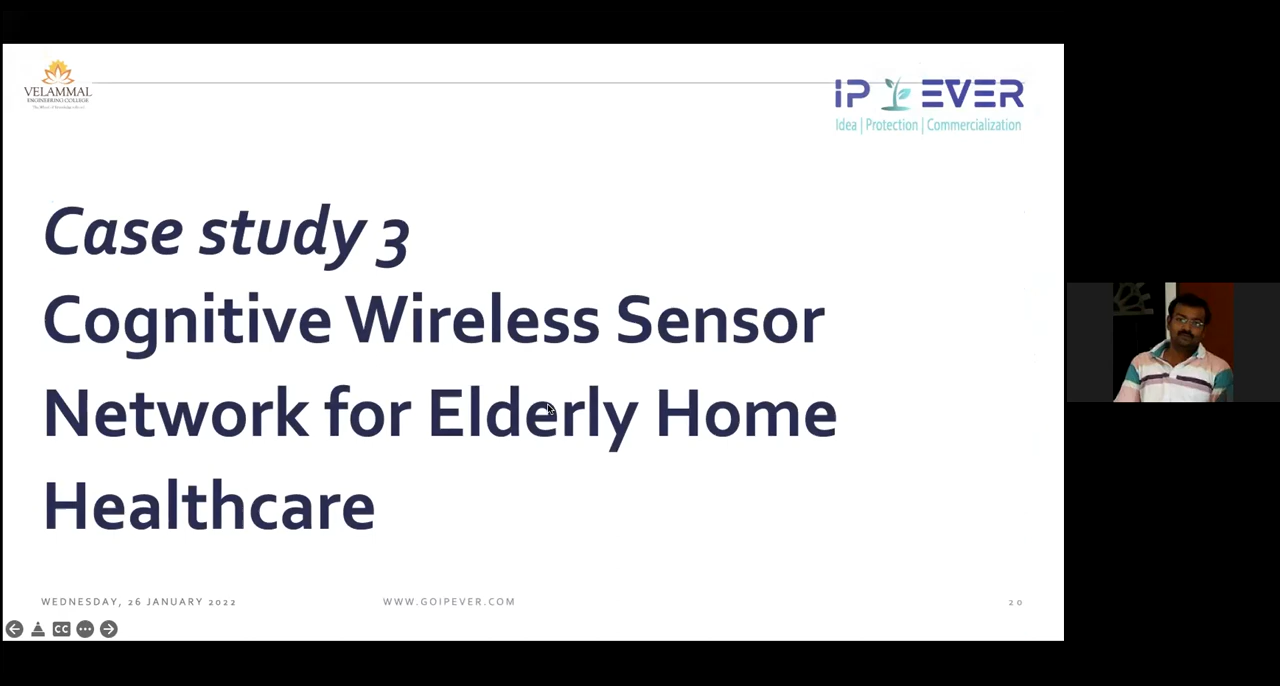 VELAMMAL
ENGINEERING COLLEGE
IP EVER
Idea | Protection | Commercialization
Case study 3
Cognitive Wireless Sensor
Network for Elderly Home
Healthcare
WEDNESDAY, 26 JANUARY 2022
WWW.GOIPEVER.COM
20
CC